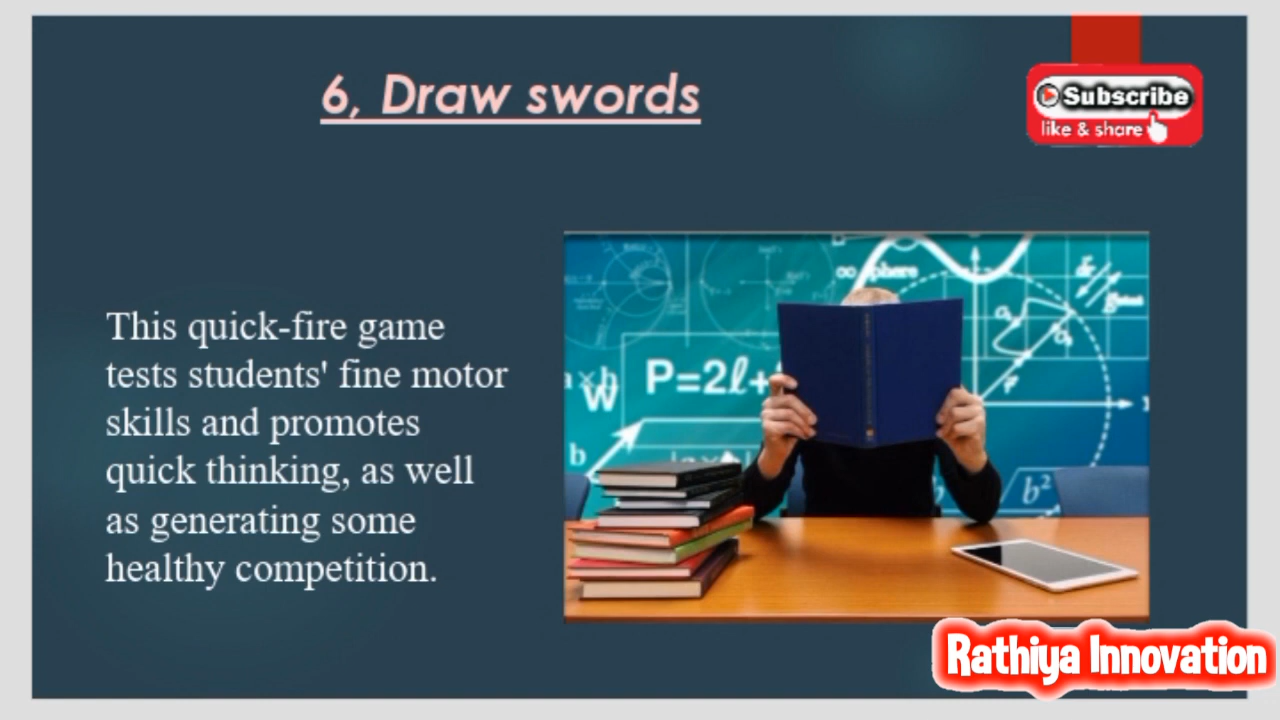 6, Draw swords
Subscribe
like & share
This quick-fire game
tests students' fine motor
skills and promotes
quick thinking, as well
as generating some
healthy competition.
∞ sphere
P=2ℓ+
a×b
W
b
b²
Rathiya Innovation